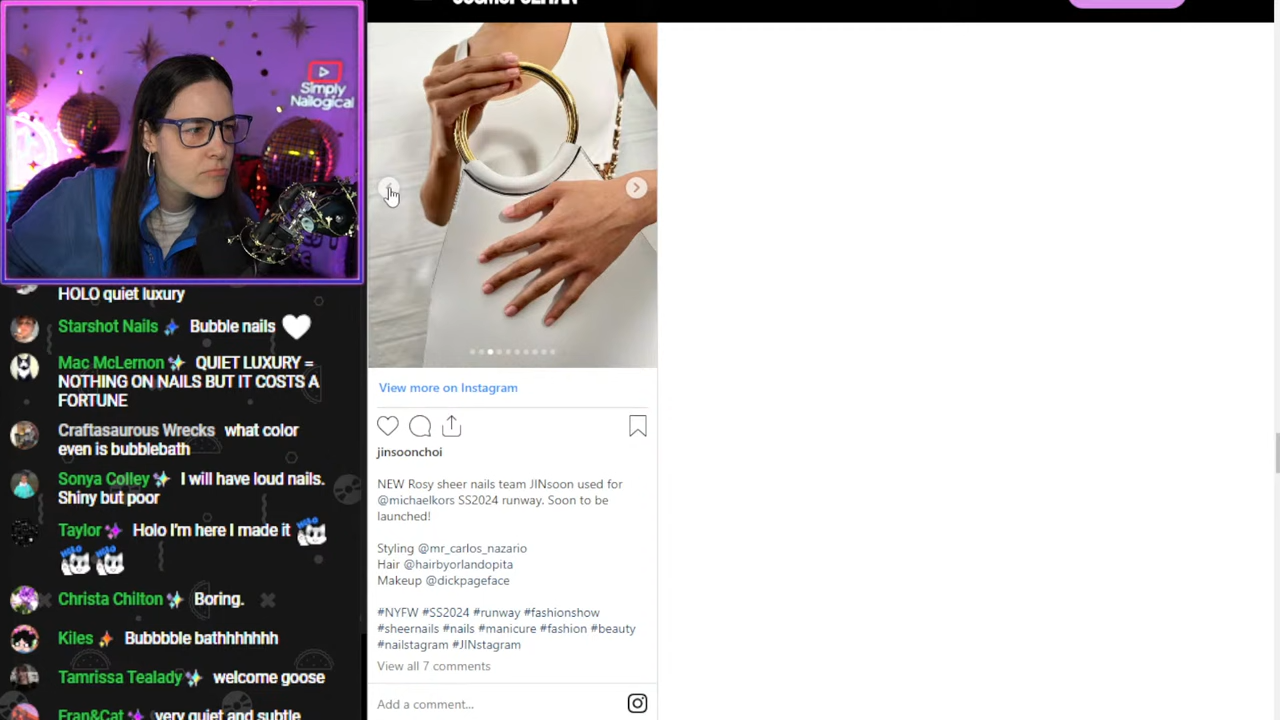 COSMOPOLITAN
Simply
Nailogical
HOLO quiet luxury
Starshot Nails Bubble nails
Mac McLernon QUIET LUXURY =
NOTHING ON NAILS BUT IT COSTS A
FORTUNE
Craftasaurous Wrecks what color
even is bubblebath
Sonya Colley I will have loud nails.
Shiny but poor
Taylor Holo I'm here I made it
Christa Chilton Boring.
Kiles Bubbbble bathhhhhhh
Tamrissa Tealady welcome goose
Fran&Cat very quiet and subtle
View more on Instagram
jinsoonchoi
NEW Rosy sheer nails team JINsoon used for
@michaelkors SS2024 runway. Soon to be
launched!
Styling @mr_carlos_nazario
Hair @hairbyorlandopita
Makeup @dickpageface
#NYFW #SS2024 #runway #fashionshow
#sheernails #nails #manicure #fashion #beauty
#nailstagram #JINstagram
View all 7 comments
Add a comment...